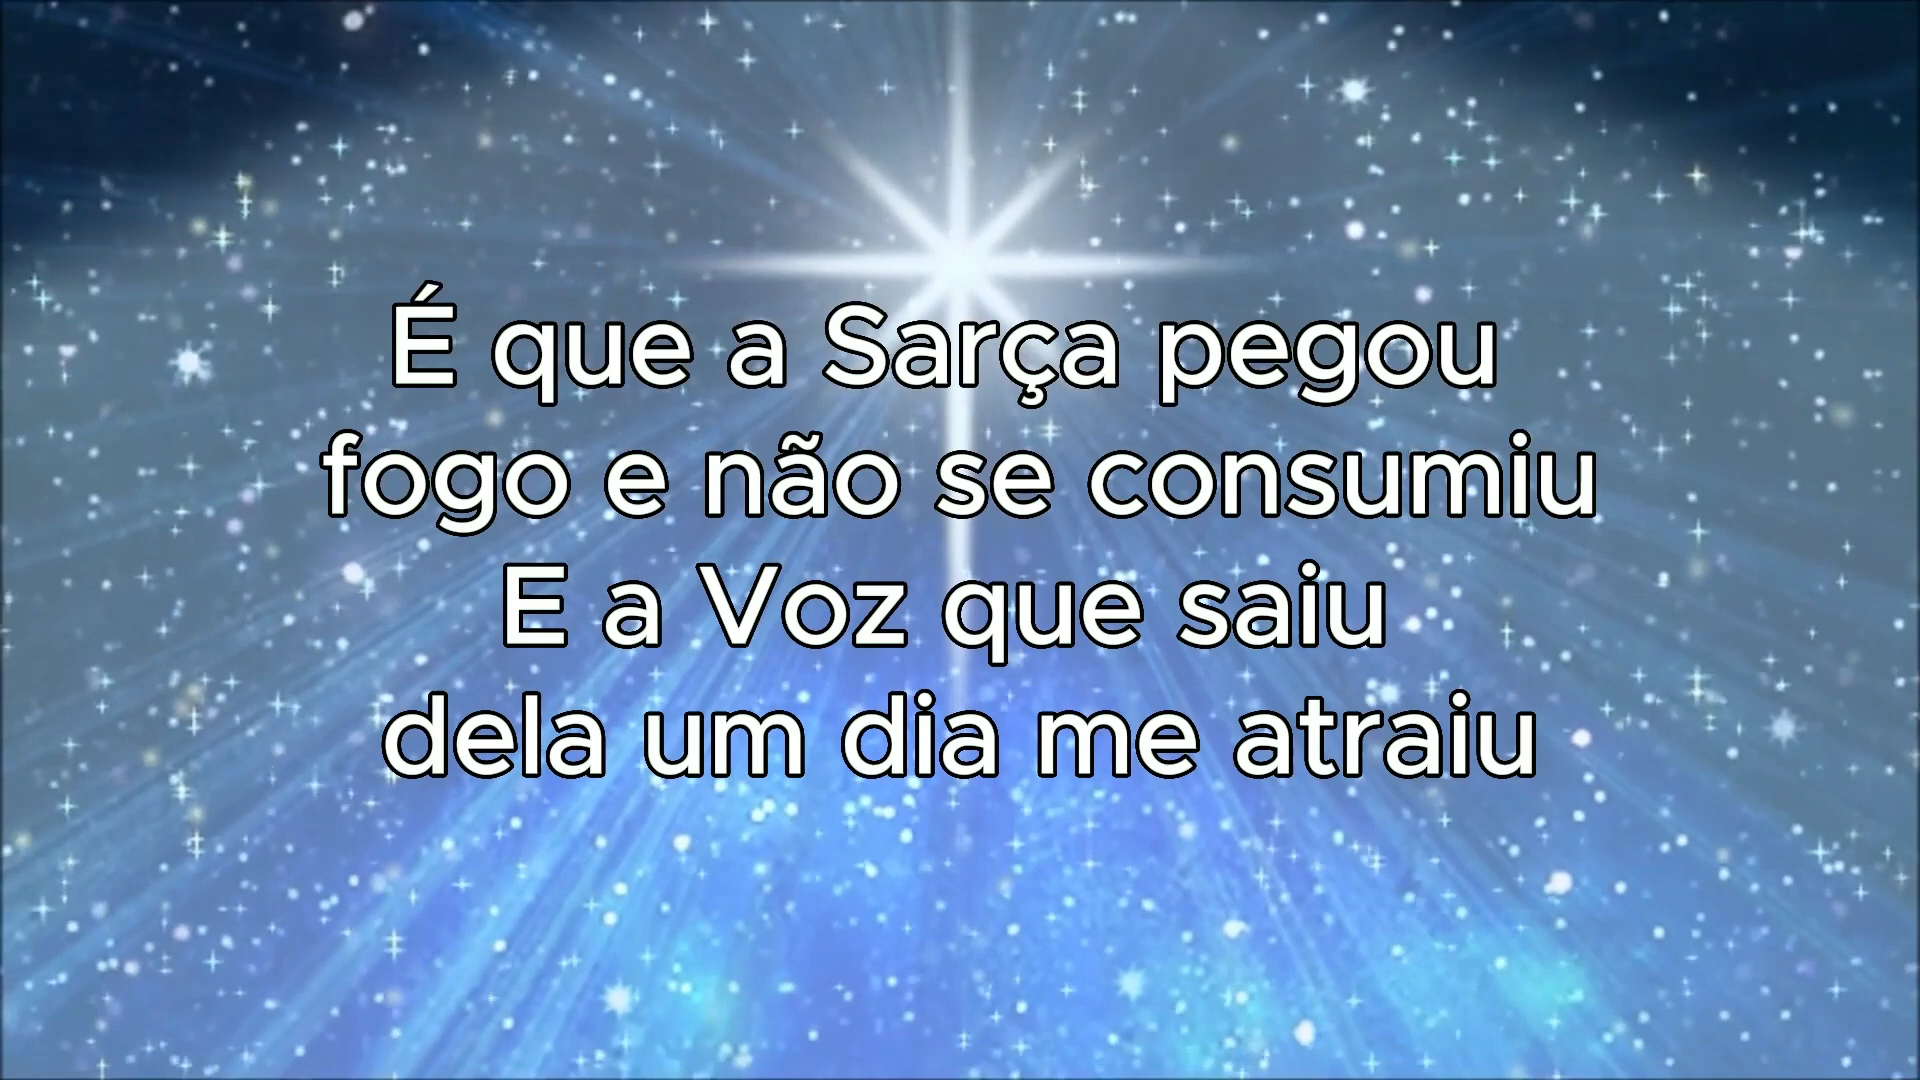 É que a Sarça pegou
fogo e não se consumiu
E a Voz que saiu
dela um dia me atraiu